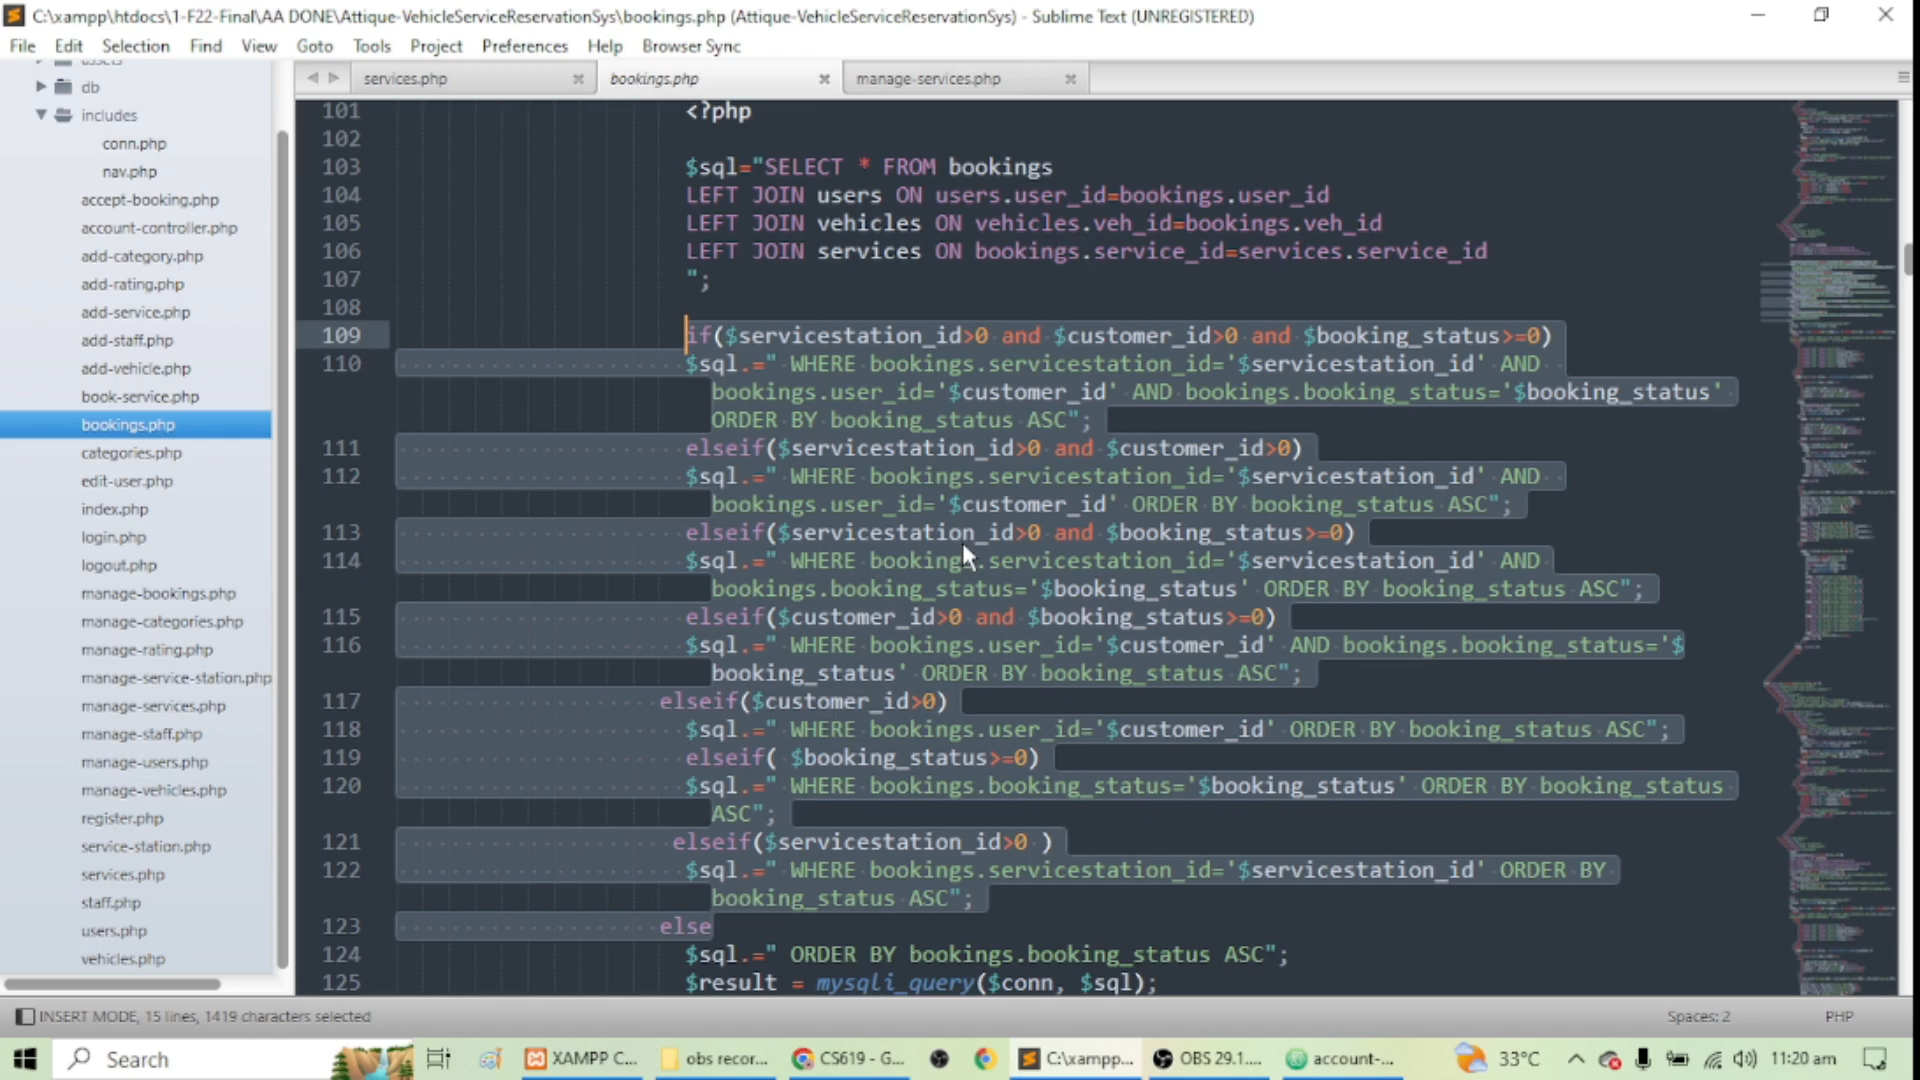 C:\xampp\htdocs\1-F22-Final\AA DONE\Attique-VehicleServiceReservationSys\bookings.php (Attique-VehicleServiceReservationSys) - Sublime Text (UNREGISTERED)
File Edit Selection Find View Goto Tools Project Preferences Help Browser Sync
services.php bookings.php manage-services.php
assets
db
includes
conn.php
nav.php
accept-booking.php
account-controller.php
add-category.php
add-rating.php
add-service.php
add-staff.php
add-vehicle.php
book-service.php
bookings.php
categories.php
edit-user.php
index.php
login.php
logout.php
manage-bookings.php
manage-categories.php
manage-rating.php
manage-service-station.php
manage-services.php
manage-staff.php
manage-users.php
manage-vehicles.php
register.php
service-station.php
services.php
staff.php
users.php
vehicles.php
101 <?php
102
103 $sql="SELECT * FROM bookings
104 LEFT JOIN users ON users.user_id=bookings.user_id
105 LEFT JOIN vehicles ON vehicles.veh_id=bookings.veh_id
106 LEFT JOIN services ON bookings.service_id=services.service_id
107 ";
108
109 if($servicestation_id>0 and $customer_id>0 and $booking_status>=0)
110 $sql.=" WHERE bookings.servicestation_id='$servicestation_id' AND
bookings.user_id='$customer_id' AND bookings.booking_status='$booking_status'
ORDER BY booking_status ASC";
111 elseif($servicestation_id>0 and $customer_id>0)
112 $sql.=" WHERE bookings.servicestation_id='$servicestation_id' AND
bookings.user_id='$customer_id' ORDER BY booking_status ASC";
113 elseif($servicestation_id>0 and $booking_status>=0)
114 $sql.=" WHERE bookings.servicestation_id='$servicestation_id' AND
bookings.booking_status='$booking_status' ORDER BY booking_status ASC";
115 elseif($customer_id>0 and $booking_status>=0)
116 $sql.=" WHERE bookings.user_id='$customer_id' AND bookings.booking_status='$
booking_status' ORDER BY booking_status ASC";
117 elseif($customer_id>0)
118 $sql.=" WHERE bookings.user_id='$customer_id' ORDER BY booking_status ASC";
119 elseif( $booking_status>=0)
120 $sql.=" WHERE bookings.booking_status='$booking_status' ORDER BY booking_status
ASC";
121 elseif($servicestation_id>0 )
122 $sql.=" WHERE bookings.servicestation_id='$servicestation_id' ORDER BY
booking_status ASC";
123 else
124 $sql.=" ORDER BY bookings.booking_status ASC";
125 $result = mysqli_query($conn, $sql);
INSERT MODE, 15 lines, 1419 characters selected Spaces: 2 PHP
Search XAMPP C... obs recor... CS619 - G... C:\xampp... OBS 29.1.... account-... 33°C 11:20 am